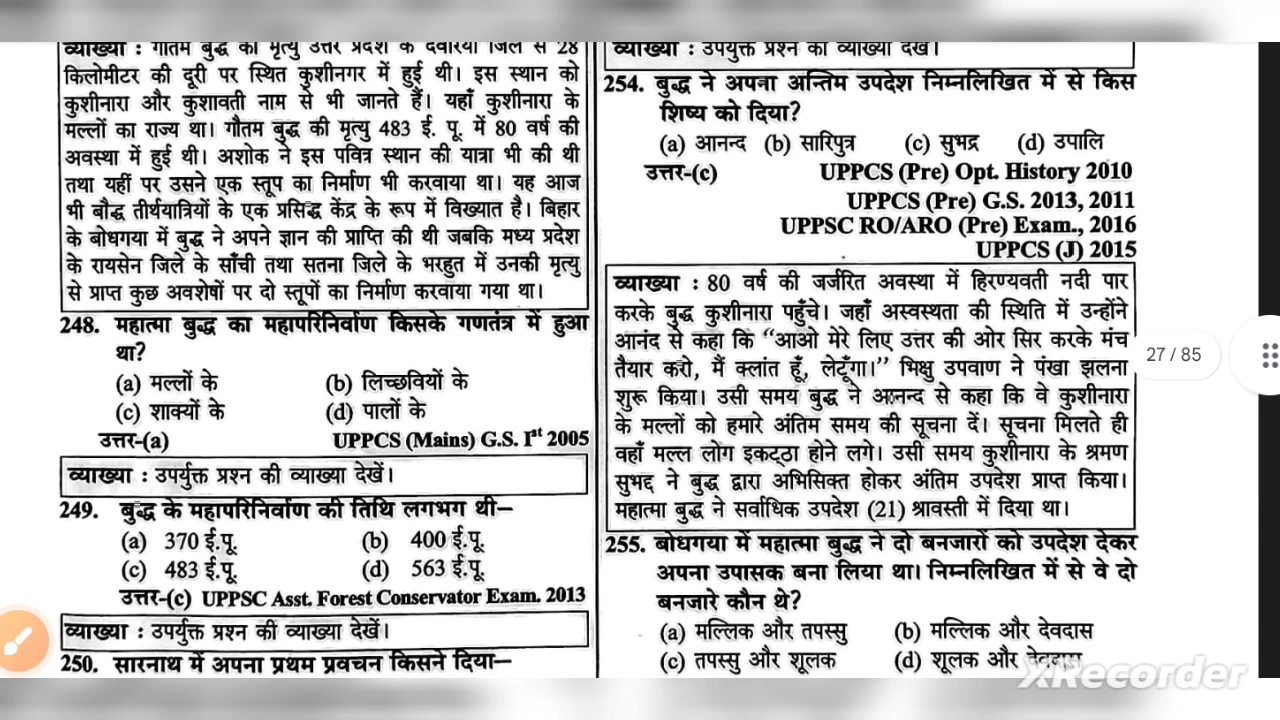 व्याख्या : गौतम बुद्ध की मृत्यु उत्तर प्रदेश के देवरिया जिले से 28
किलोमीटर की दूरी पर स्थित कुशीनगर में हुई थी। इस स्थान को
कुशीनारा और कुशावती नाम से भी जानते हैं। यहाँ कुशीनारा के
मल्लों का राज्य था। गौतम बुद्ध की मृत्यु 483 ई. पू. में 80 वर्ष की
अवस्था में हुई थी। अशोक ने इस पवित्र स्थान की यात्रा भी की थी
तथा यहीं पर उसने एक स्तूप का निर्माण भी करवाया था। यह आज
भी बौद्ध तीर्थयात्रियों के एक प्रसिद्ध केंद्र के रूप में विख्यात है। बिहार
के बोधगया में बुद्ध ने अपने ज्ञान की प्राप्ति की थी जबकि मध्य प्रदेश
के रायसेन जिले के साँची तथा सतना जिले के भरहुत में उनकी मृत्यु
से प्राप्त कुछ अवशेषों पर दो स्तूपों का निर्माण करवाया गया था।
248. महात्मा बुद्ध का महापरिनिर्वाण किसके गणतंत्र में हुआ
था?
(a) मल्लों के (b) लिच्छवियों के
(c) शाक्यों के (d) पालों के
उत्तर-(a) UPPCS (Mains) G.S. Ist 2005
व्याख्या : उपर्युक्त प्रश्न की व्याख्या देखें।
249. बुद्ध के महापरिनिर्वाण की तिथि लगभग थी–
(a) 370 ई.पू. (b) 400 ई.पू.
(c) 483 ई.पू. (d) 563 ई.पू.
उत्तर-(c) UPPSC Asst. Forest Conservator Exam. 2013
व्याख्या : उपर्युक्त प्रश्न की व्याख्या देखें।
250. सारनाथ में अपना प्रथम प्रवचन किसने दिया–
व्याख्या : उपर्युक्त प्रश्न की व्याख्या देखें।
254. बुद्ध ने अपना अन्तिम उपदेश निम्नलिखित में से किस
शिष्य को दिया?
(a) आनन्द (b) सारिपुत्र (c) सुभद्र (d) उपालि
उत्तर-(c) UPPCS (Pre) Opt. History 2010
UPPCS (Pre) G.S. 2013, 2011
UPPSC RO/ARO (Pre) Exam., 2016
UPPCS (J) 2015
व्याख्या : 80 वर्ष की जर्जरित अवस्था में हिरण्यवती नदी पार
करके बुद्ध कुशीनारा पहुँचे। जहाँ अस्वस्थता की स्थिति में उन्होंने
आनंद से कहा कि “आओ मेरे लिए उत्तर की ओर सिर करके मंच
तैयार करो, मैं क्लांत हूँ, लेटूँगा।” भिक्षु उपवाण ने पंखा झलना
शुरू किया। उसी समय बुद्ध ने आनन्द से कहा कि वे कुशीनारा
के मल्लों को हमारे अंतिम समय की सूचना दें। सूचना मिलते ही
वहाँ मल्ल लोग इकट्ठा होने लगे। उसी समय कुशीनारा के श्रमण
सुभद्द ने बुद्ध द्वारा अभिसिक्त होकर अंतिम उपदेश प्राप्त किया।
महात्मा बुद्ध ने सर्वाधिक उपदेश (21) श्रावस्ती में दिया था।
255. बोधगया में महात्मा बुद्ध ने दो बनजारों को उपदेश देकर
अपना उपासक बना लिया था। निम्नलिखित में से वे दो
बनजारे कौन थे?
(a) मल्लिक और तपस्सु (b) मल्लिक और देवदास
(c) तपस्सु और शूलक (d) शूलक और देवदास
27 / 85
XRecorder